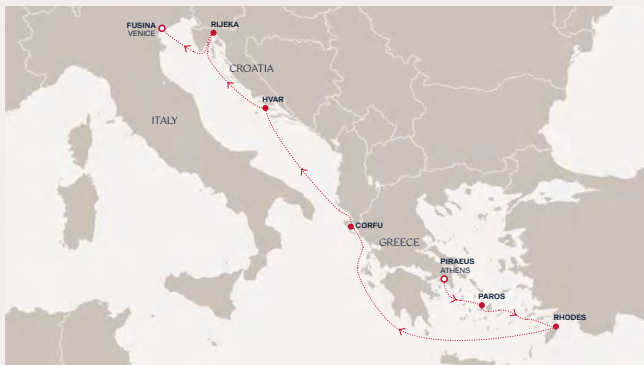 FUSINA
VENICE
RIJEKA
CROATIA
HVAR
ITALY
CORFU
GREECE
PIRAEUS
ATHENS
PAROS
RHODES